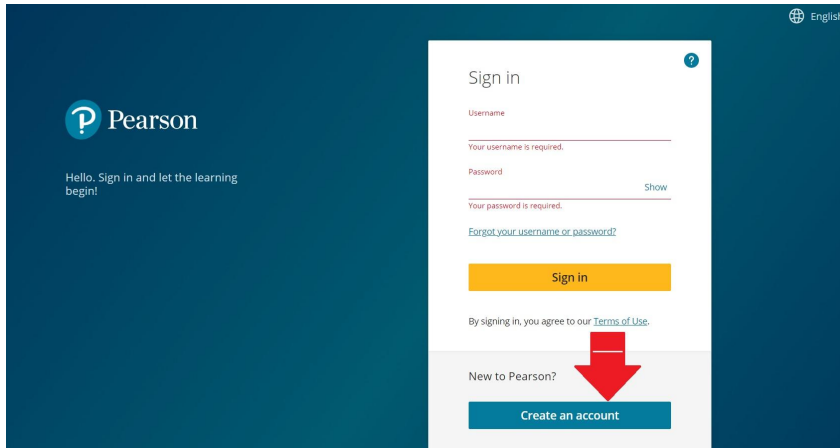 English
Sign in
Username
Your username is required.
Password
Show
Your password is required.
Forgot your username or password?
Sign in
By signing in, you agree to our Terms of Use.
New to Pearson?
Create an account
Pearson
Hello. Sign in and let the learning
begin!